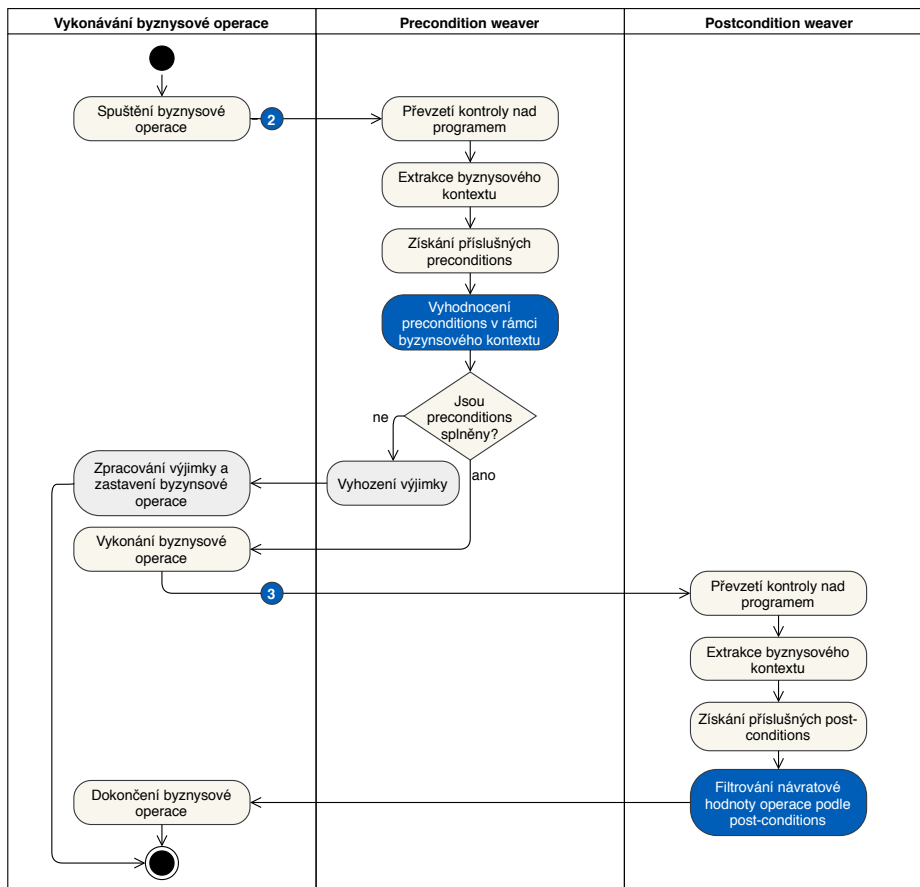 Vykonávání byznysové operace
Precondition weaver
Postcondition weaver
Spuštění byznysové
operace
2
Převzetí kontroly nad
programem
Extrakce byznysového
kontextu
Získání příslušných
preconditions
Vyhodnocení
preconditions v rámci
byzynsového kontextu
Jsou
preconditions
splněny?
ne
ano
Vyhození výjimky
Zpracování výjimky a
zastavení byzynsové
operace
Vykonání byznysové
operace
3
Převzetí kontroly nad
programem
Extrakce byznysového
kontextu
Získání příslušných post-
conditions
Filtrování návratové
hodnoty operace podle
post-conditions
Dokončení byznysové
operace